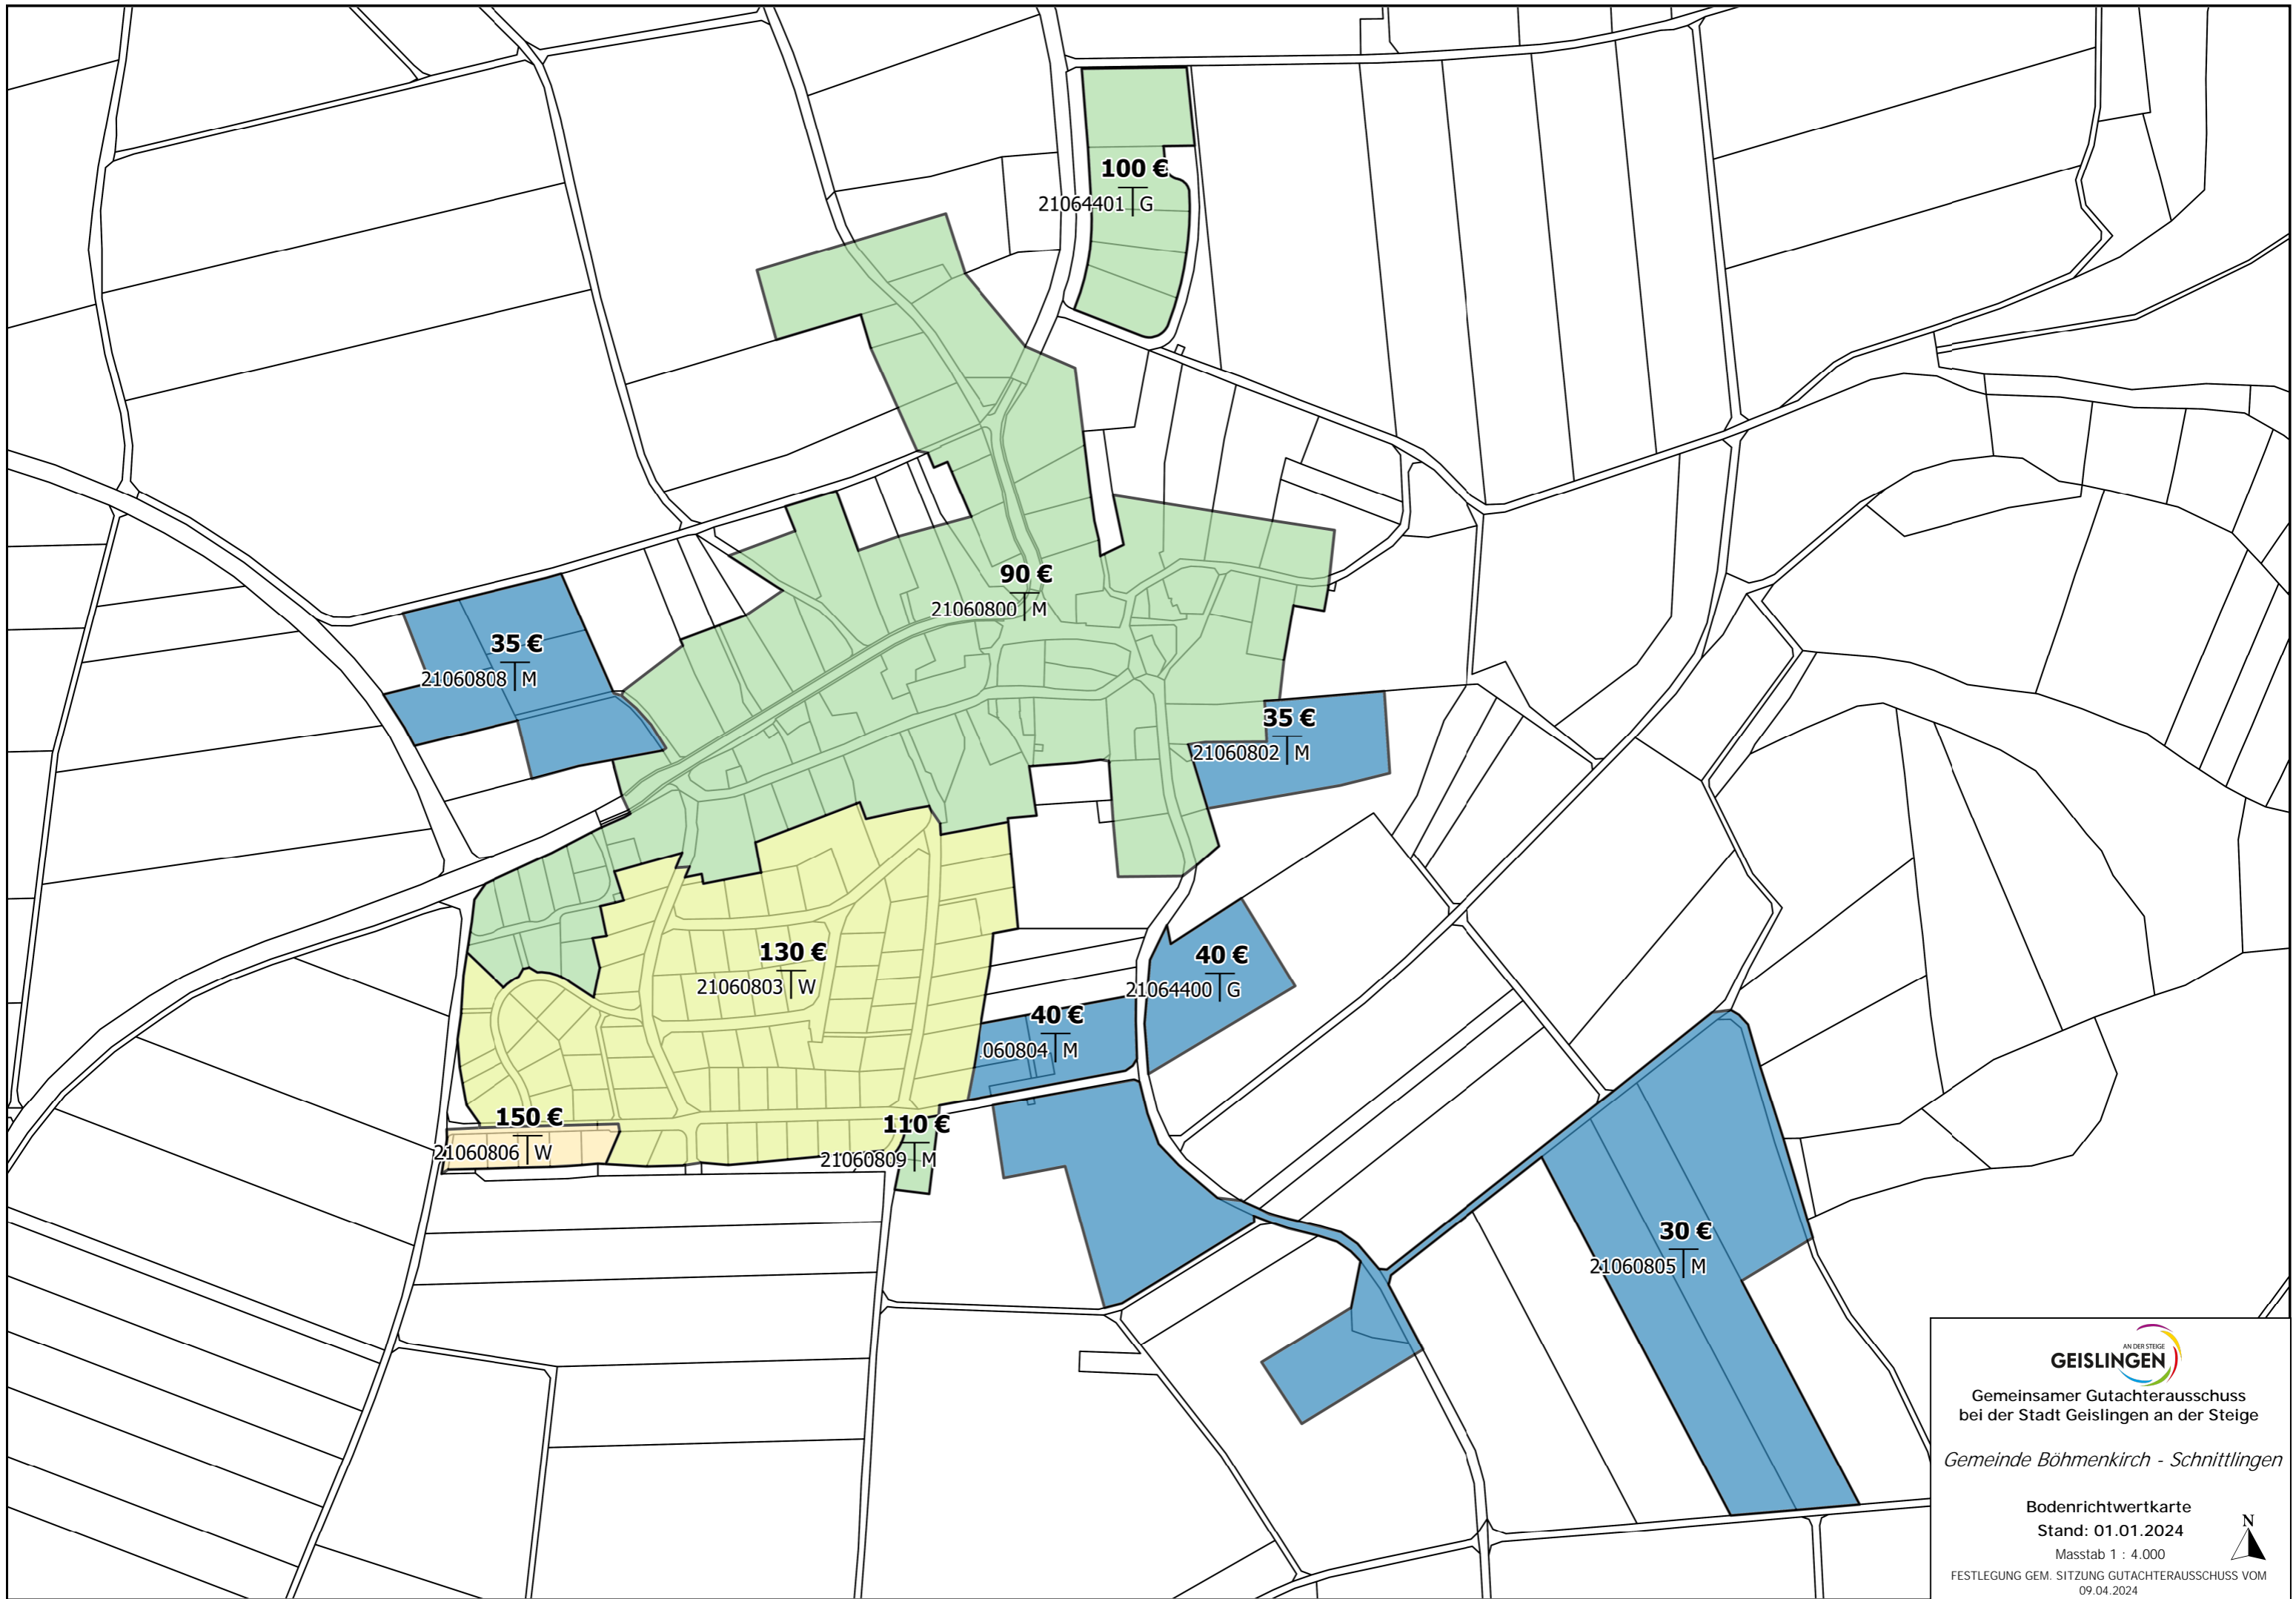 100 €
21064401 G
90 €
21060800 M
35 €
21060808 M
35 €
21060802 M
130 €
21060803 W
40 €
21064400 G
40 €
060804 M
150 €
21060806 W
110 €
21060809 M
30 €
21060805 M
AN DER STEIGE
GEISLINGEN
Gemeinsamer Gutachterausschuss
bei der Stadt Geislingen an der Steige
Gemeinde Böhmenkirch - Schnittlingen
Bodenrichtwertkarte
Stand: 01.01.2024
N
Masstab 1 : 4.000
FESTLEGUNG GEM. SITZUNG GUTACHTERAUSSCHUSS VOM
09.04.2024